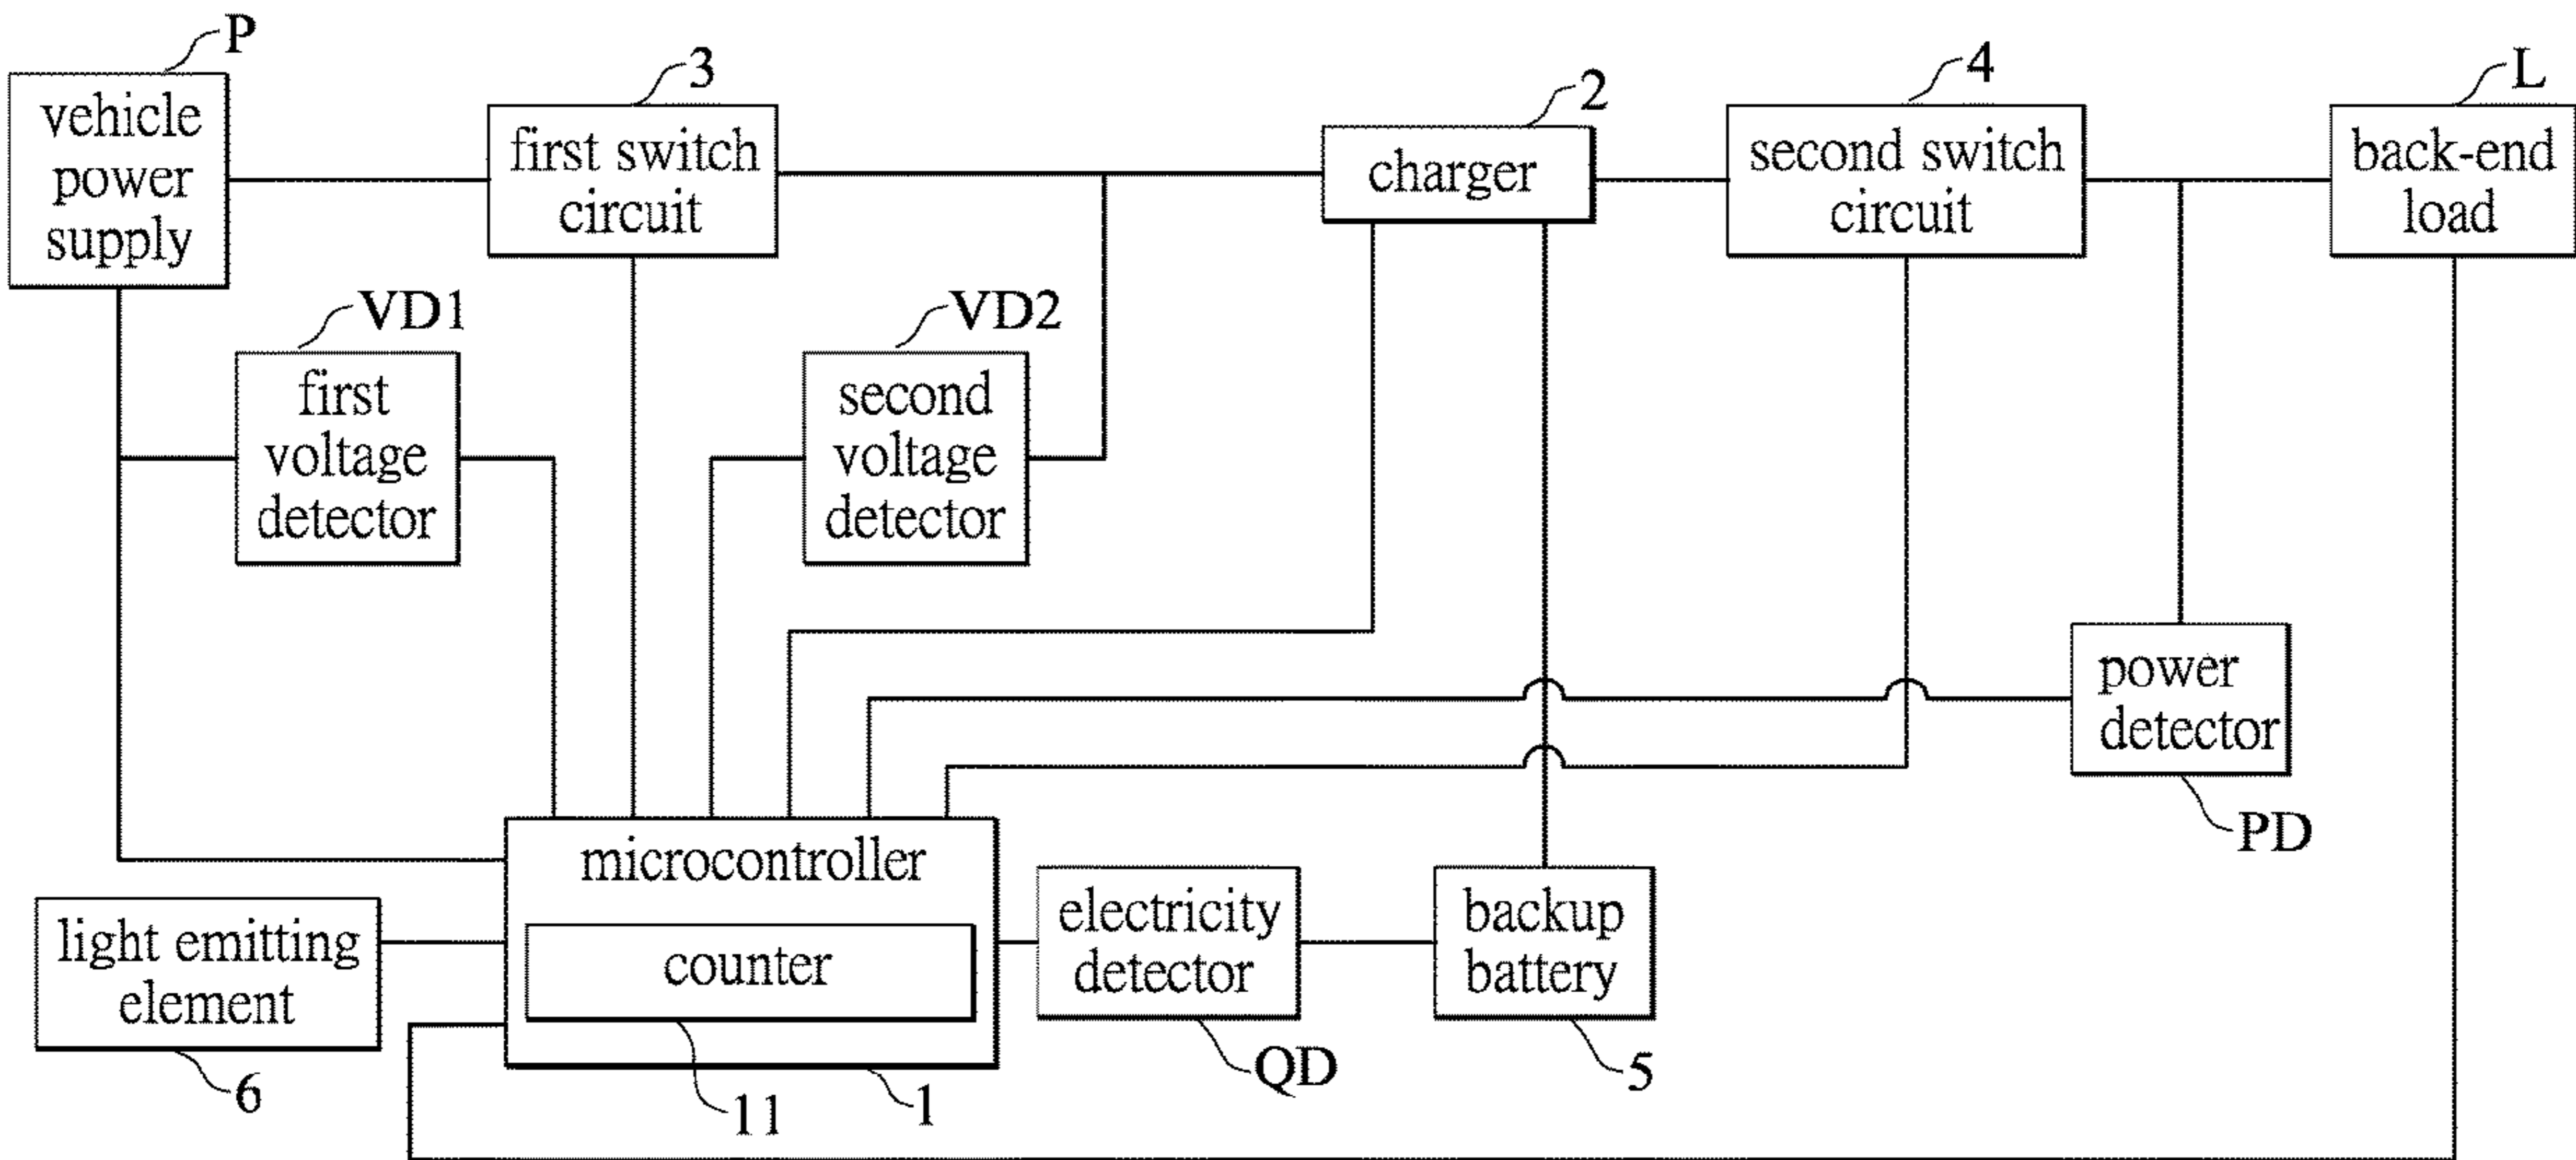 P
vehicle
power
supply
3
first switch
circuit
2
charger
4
second switch
circuit
L
back-end
load
VD1
first
voltage
detector
VD2
second
voltage
detector
power
detector
PD
microcontroller
counter
11
1
light emitting
element
6
electricity
detector
QD
backup
battery
5